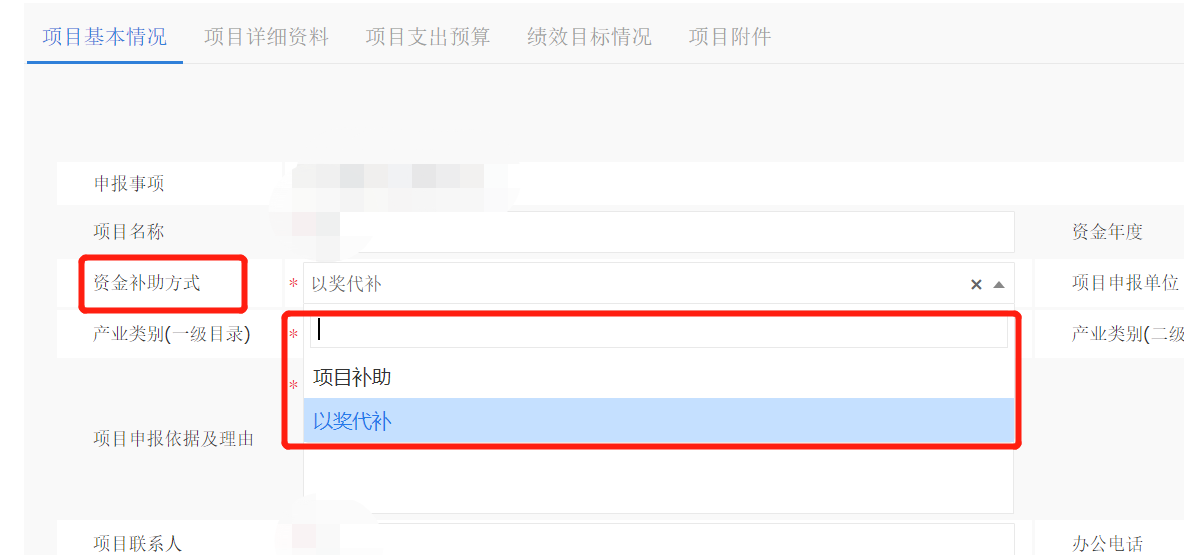 项目基本情况 项目详细资料 项目支出预算 绩效目标情况 项目附件
申报事项
项目名称 资金年度
资金补助方式 * 以奖代补 × 项目申报单位
产业类别(一级目录) * 产业类别(二级
项目补助
*
以奖代补
项目申报依据及理由
项目联系人 办公电话